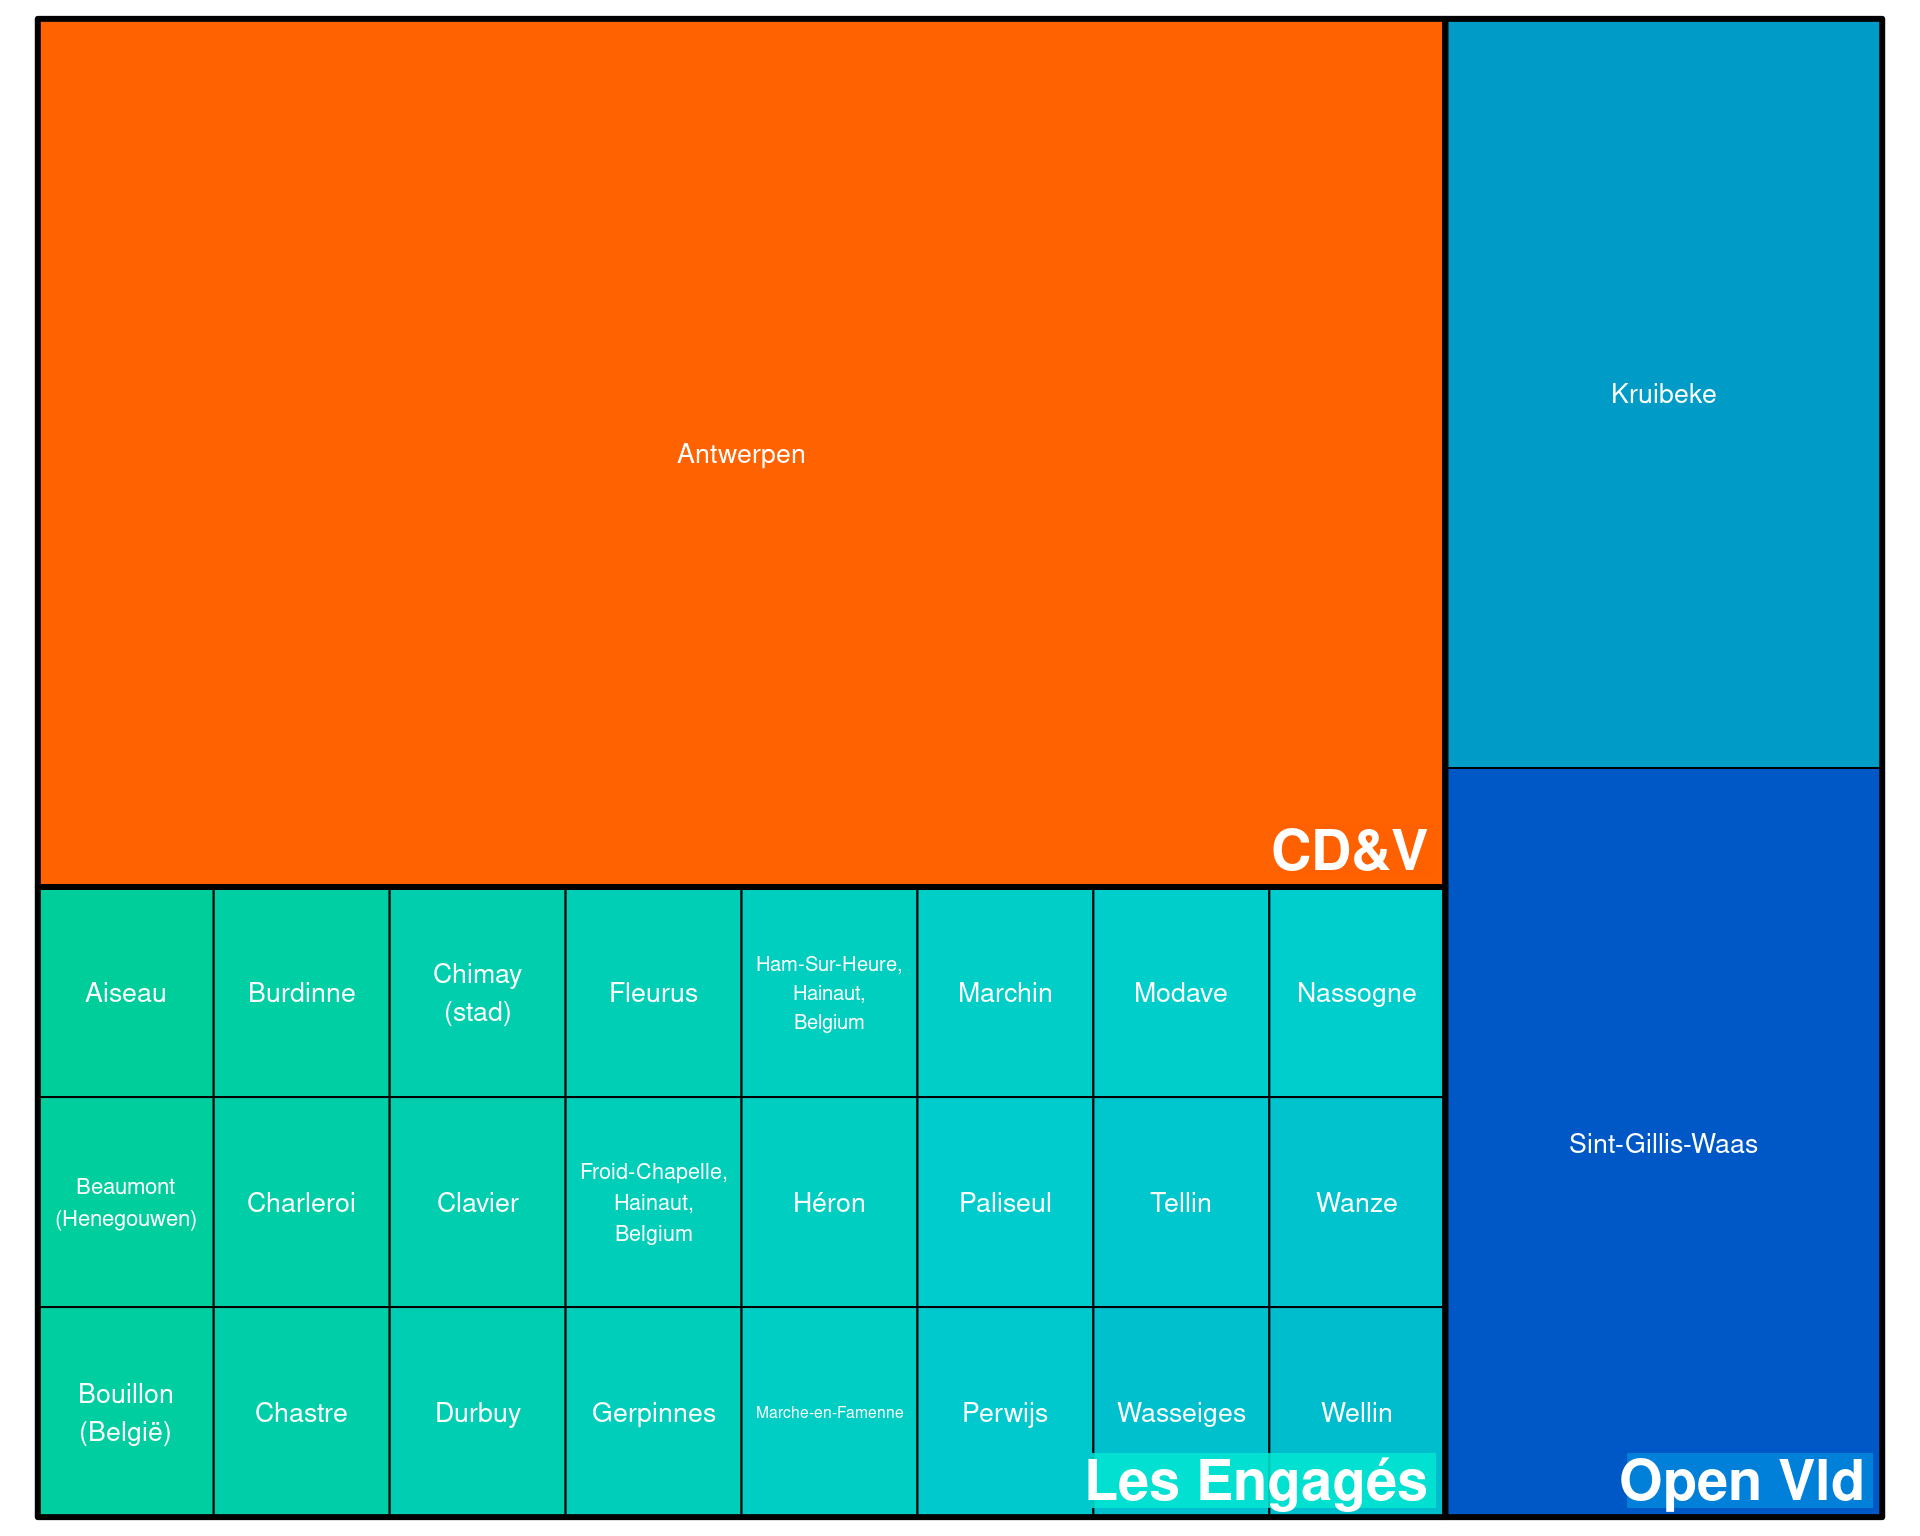 Antwerpen
CD&V
Kruibeke
Sint-Gillis-Waas
Open Vld
Aiseau
Burdinne
Chimay
(stad)
Fleurus
Ham-Sur-Heure,
Hainaut,
Belgium
Marchin
Modave
Nassogne
Beaumont
(Henegouwen)
Charleroi
Clavier
Froid-Chapelle,
Hainaut,
Belgium
Héron
Paliseul
Tellin
Wanze
Bouillon
(België)
Chastre
Durbuy
Gerpinnes
Marche-en-Famenne
Perwijs
Wasseiges
Wellin
Les Engagés